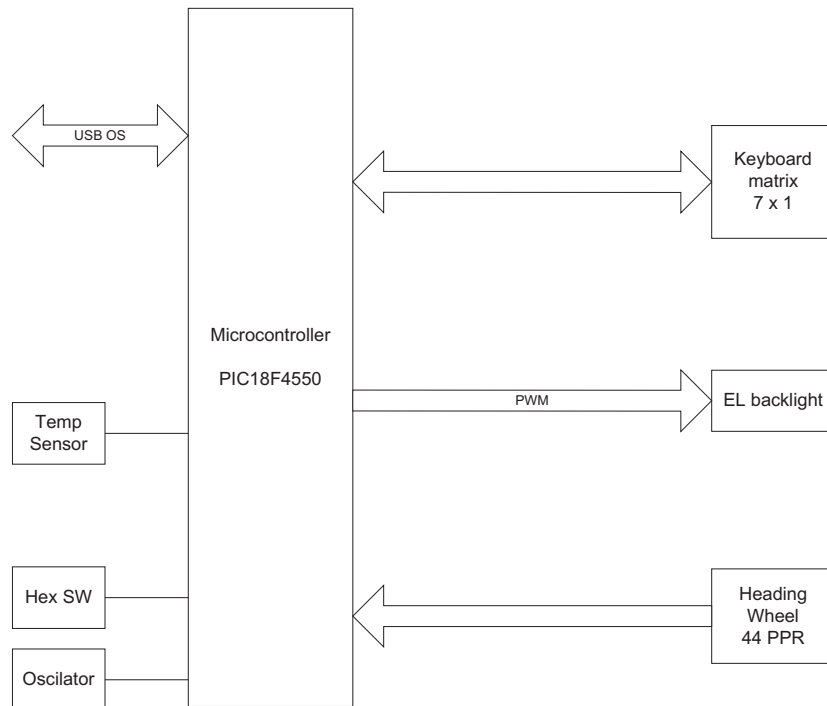 USB OS
Keyboard
matrix
7 x 1
Microcontroller
PIC18F4550
PWM
EL backlight
Temp
Sensor
Hex SW
Heading
Wheel
44 PPR
Oscilator